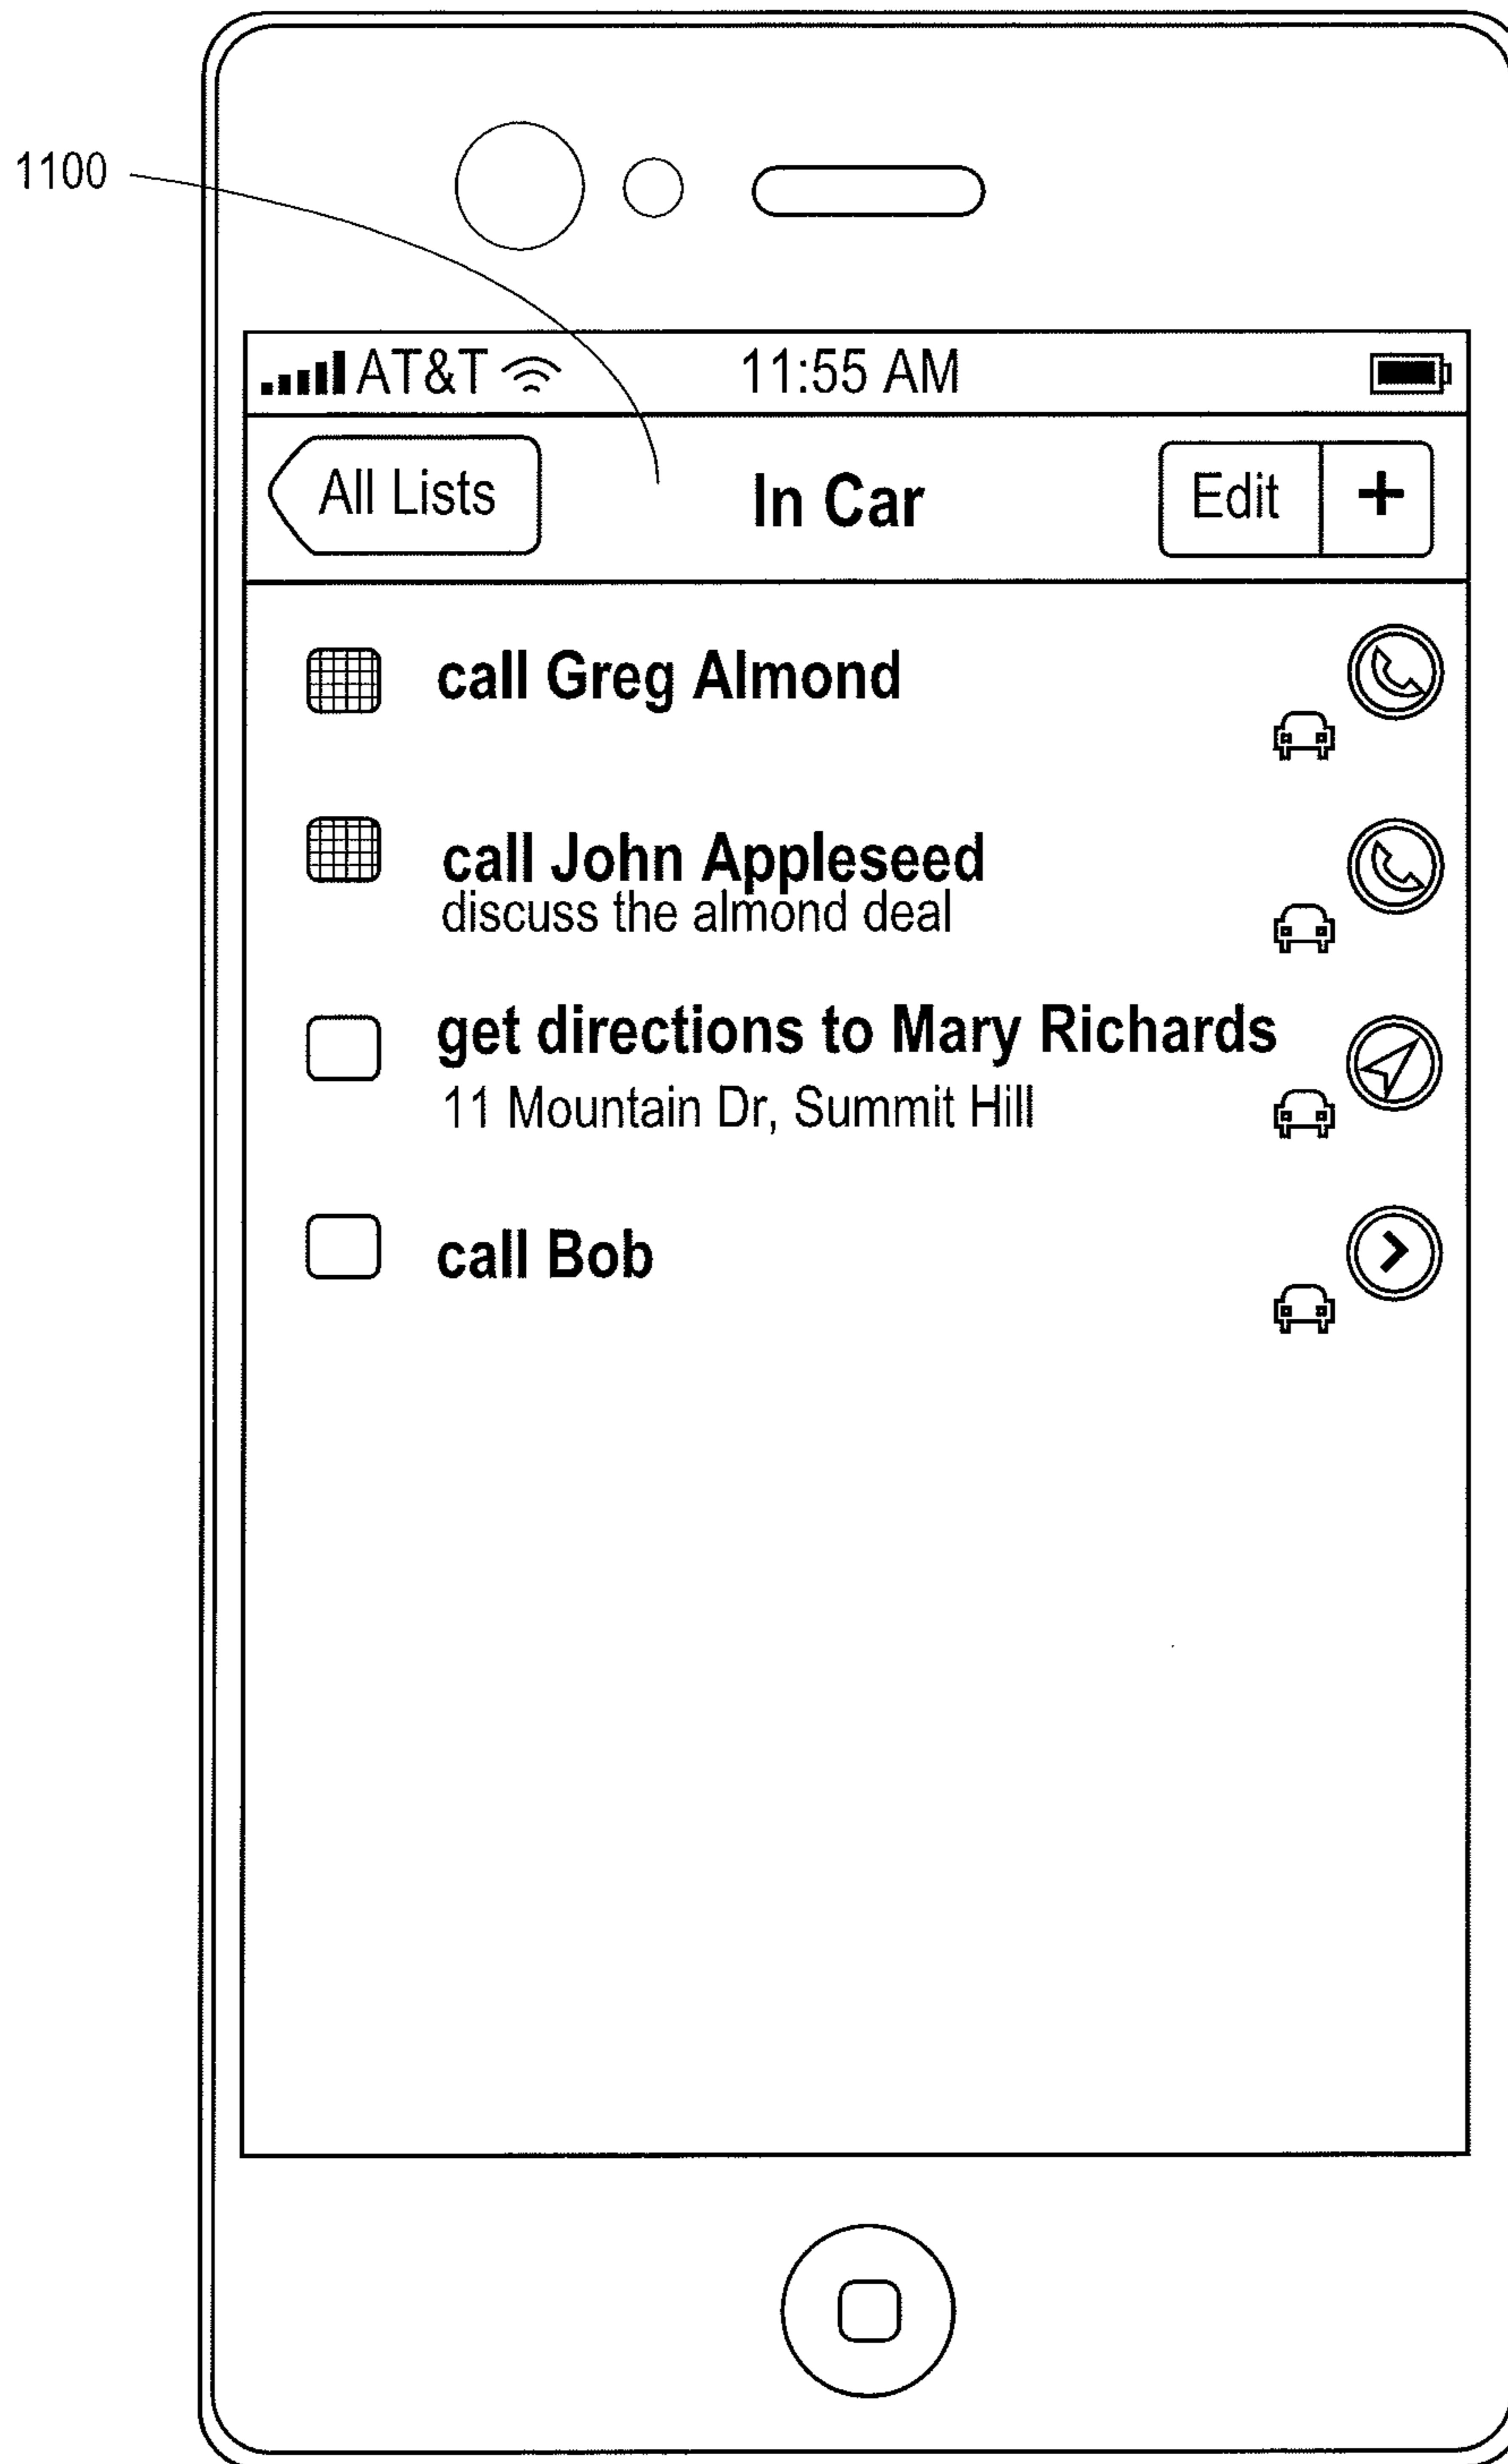 1100
AT&T 11:55 AM
All Lists In Car Edit +
call Greg Almond
call John Appleseed
discuss the almond deal
get directions to Mary Richards
11 Mountain Dr, Summit Hill
call Bob